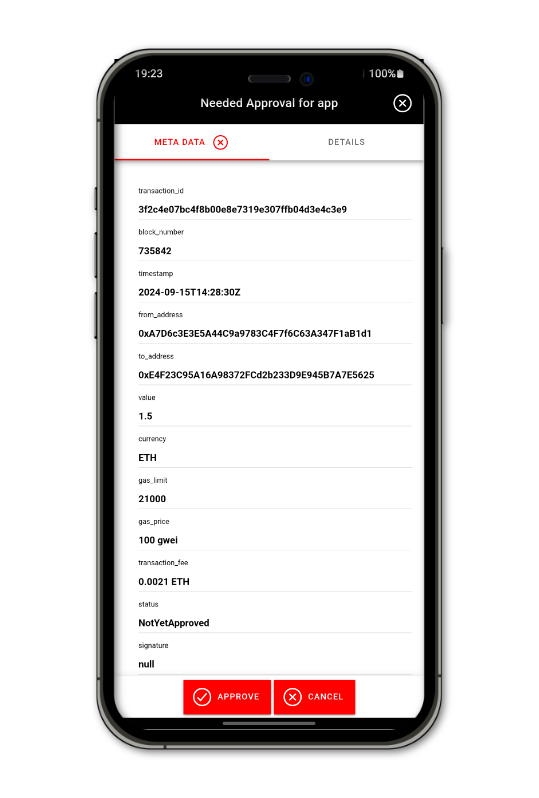 19:23
100%
Needed Approval for app
META DATA
DETAILS
transaction_id
3f2c4e07bc4f8b00e8e7319e307ffb04d3e4c3e9
block_number
735842
timestamp
2024-09-15T14:28:30Z
from_address
0xA7D6c3E3E5A44C9a9783C4F7f6C63A347F1aB1d1
to_address
0xE4F23C95A16A98372FCd2b233D9E945B7A7E5625
value
1.5
currency
ETH
gas_limit
21000
gas_price
100 gwei
transaction_fee
0.0021 ETH
status
NotYetApproved
signature
null
APPROVE
CANCEL